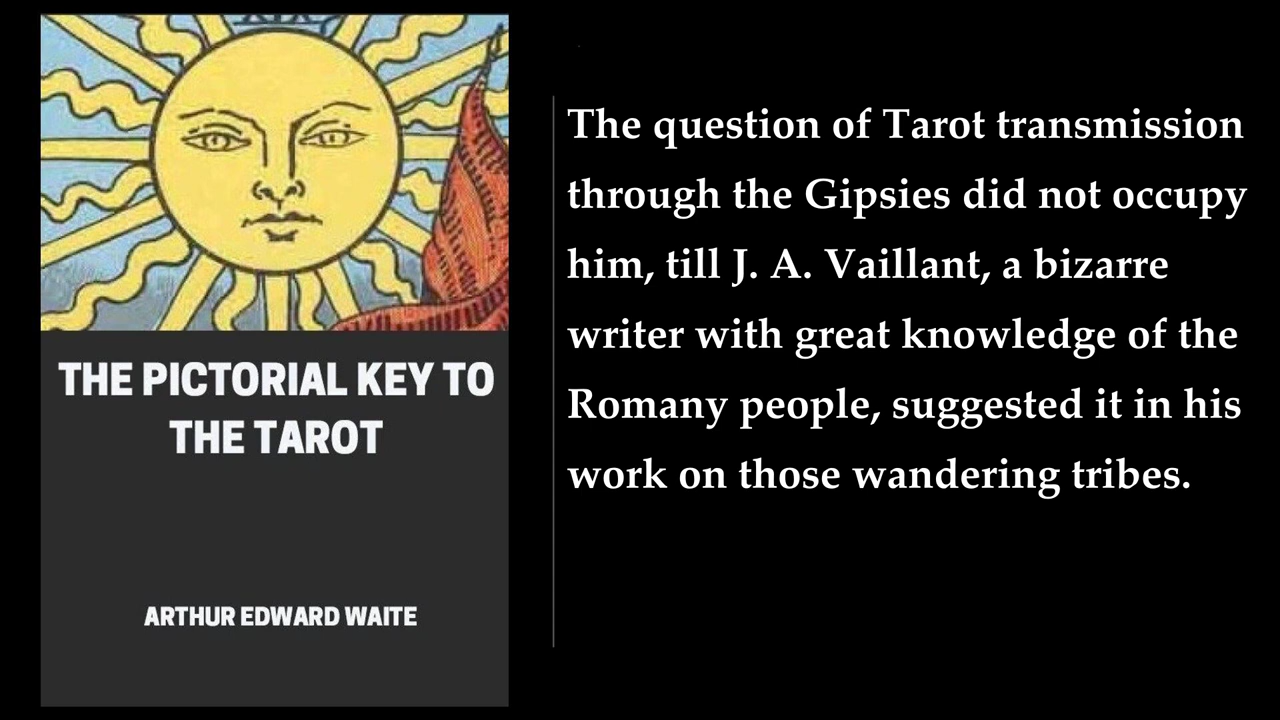 XIX
THE PICTORIAL KEY TO
THE TAROT
ARTHUR EDWARD WAITE
The question of Tarot transmission
through the Gipsies did not occupy
him, till J. A. Vaillant, a bizarre
writer with great knowledge of the
Romany people, suggested it in his
work on those wandering tribes.